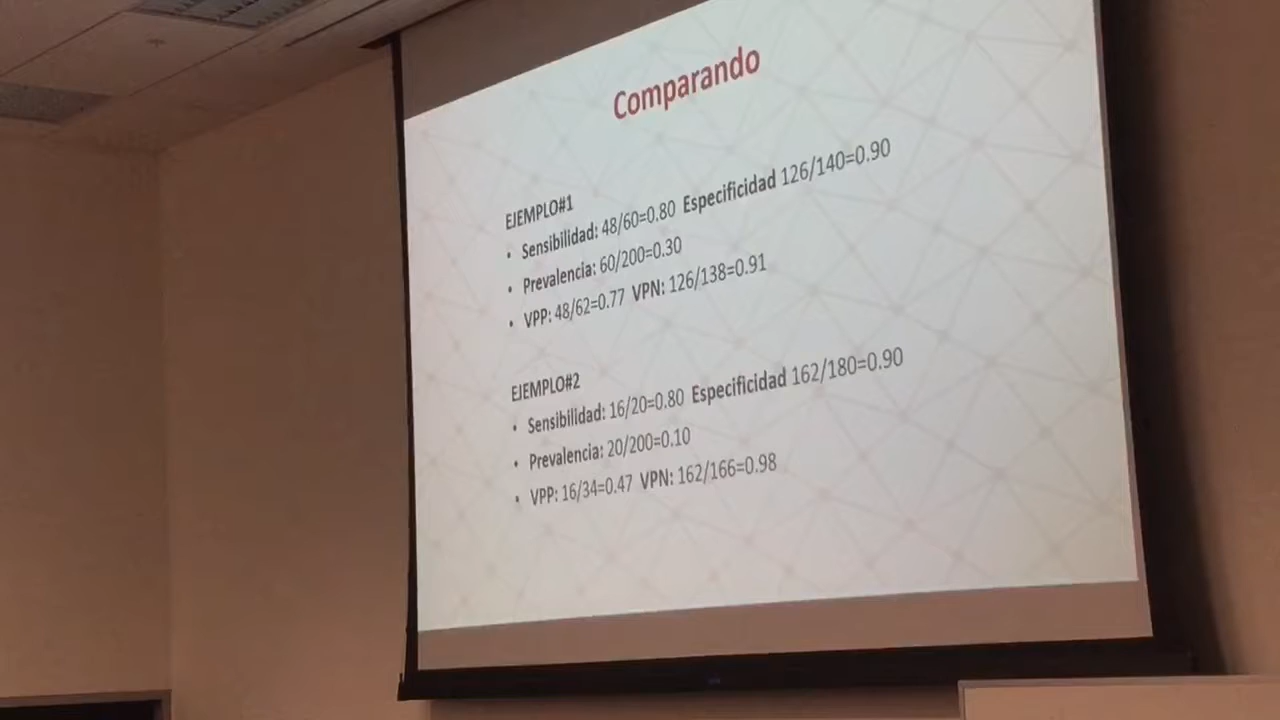 Comparando
EJEMPLO#1
• Sensibilidad: 48/60=0.80 Especificidad 126/140=0.90
• Prevalencia: 60/200=0.30
• VPP: 48/62=0.77 VPN: 126/138=0.91
EJEMPLO#2
• Sensibilidad: 16/20=0.80 Especificidad 162/180=0.90
• Prevalencia: 20/200=0.10
• VPP: 16/34=0.47 VPN: 162/166=0.98